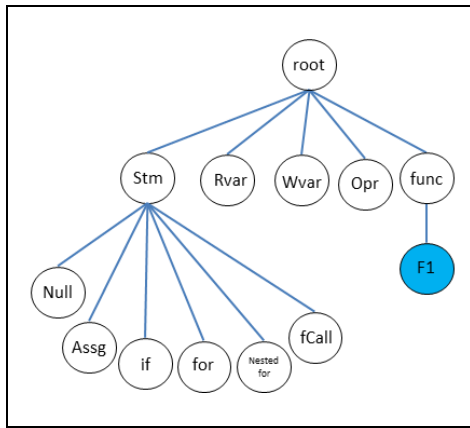 root
Stm
Rvar
Wvar
Opr
func
F1
Null
Assg
if
for
Nested
for
fCall